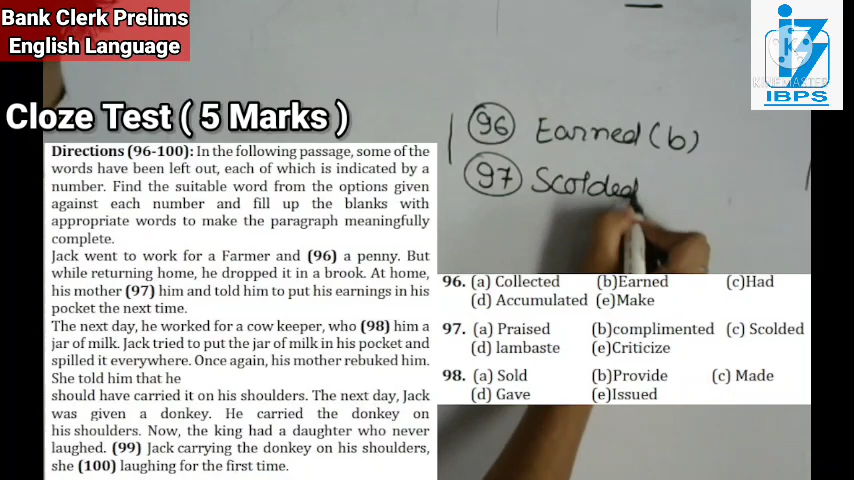 Bank Clerk Prelims
English Language
K
KINEMASTER
IBPS
Cloze Test ( 5 Marks )
96 Earned (b)
97 Scolded
Directions (96-100): In the following passage, some of the
words have been left out, each of which is indicated by a
number. Find the suitable word from the options given
against each number and fill up the blanks with
appropriate words to make the paragraph meaningfully
complete.
Jack went to work for a Farmer and (96) a penny. But
while returning home, he dropped it in a brook. At home,
his mother (97) him and told him to put his earnings in his
pocket the next time.
The next day, he worked for a cow keeper, who (98) him a
jar of milk. Jack tried to put the jar of milk in his pocket and
spilled it everywhere. Once again, his mother rebuked him.
She told him that he
should have carried it on his shoulders. The next day, Jack
was given a donkey. He carried the donkey on
his shoulders. Now, the king had a daughter who never
laughed. (99) Jack carrying the donkey on his shoulders,
she (100) laughing for the first time.
96. (a) Collected (b)Earned (c)Had
(d) Accumulated (e)Make
97. (a) Praised (b)complimented (c) Scolded
(d) lambaste (e)Criticize
98. (a) Sold (b)Provide (c) Made
(d) Gave (e)Issued